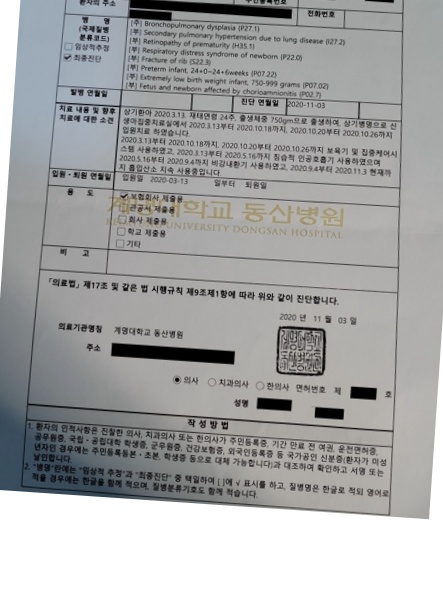 환자의 주소
전화번호
병 명
(국제질병
분류코드)
□ 임상적추정
☑ 최종진단
[주] Bronchopulmonary dysplasia (P27.1)
[부] Secondary pulmonary hypertension due to lung disease (I27.2)
[부] Retinopathy of prematurity (H35.1)
[부] Respiratory distress syndrome of newborn (P22.0)
[부] Fracture of rib (S22.3)
[부] Preterm infant, 24+0~24+6weeks (P07.22)
[부] Extremely low birth weight infant, 750-999 grams (P07.02)
[부] Fetus and newborn affected by chorioamnionitis (P02.7)
질병 연월일
진단 연월일 2020-11-03
치료 내용 및 향후
치료에 대한 소견
상기환아 2020.3.13. 재태연령 24주, 출생체중 750gm으로 출생하여, 상기병명으로 신
생아집중치료실에서 2020.3.13부터 2020.10.18까지, 2020.10.20부터 2020.10.26까지
입원치료 하였습니다.
2020.3.13부터 2020.10.18까지, 2020.10.20부터 2020.10.26까지 보육기 및 집중케어시
스템 사용하였고, 2020.3.13부터 2020.5.16까지 침습적 인공호흡기 사용하였으며
2020.5.16부터 2020.9.4까지 비강내환기 사용하였고, 2020.9.4부터 2020.11.3 현재까
지 흡입산소 지속 사용중입니다.
입원·퇴원 연월일
입원일 2020-03-13 일부터 퇴원일
용 도
☑ 보험회사 제출용
□ 관공서 제출용
□ 회사 제출용
□ 학교 제출용
□ 기타
계명대학교 동산병원
UNIVERSITY DONGSAN HOSPITAL
비 고
「의료법」 제17조 및 같은 법 시행규칙 제9조제1항에 따라 위와 같이 진단합니다.
2020 년 11 월 03 일
의료기관명칭 계명대학교 동산병원
주소
◉ 의사 ○ 치과의사 ○ 한의사 면허번호 제 호
성명
작 성 방 법
1. 환자의 인적사항은 진찰한 의사, 치과의사 또는 한의사가 주민등록증, 기간 만료 전 여권, 운전면허증,
공무원증, 국립·공립대학 학생증, 군무원증, 건강보험증, 외국인등록증 등 국가공인 신분증(환자가 미성
년자인 경우에는 주민등록등본·초본, 학생증 등으로 대체 가능합니다)과 대조하여 확인하고 서명 또는
날인합니다.
2. "병명"란에는 "임상적 추정"과 "최종진단" 중 택일하여 [ ]에 √ 표시를 하고, 질병명은 한글로 적되 영어로
적을 경우에는 한글을 함께 적으며, 질병분류기호도 함께 적습니다.